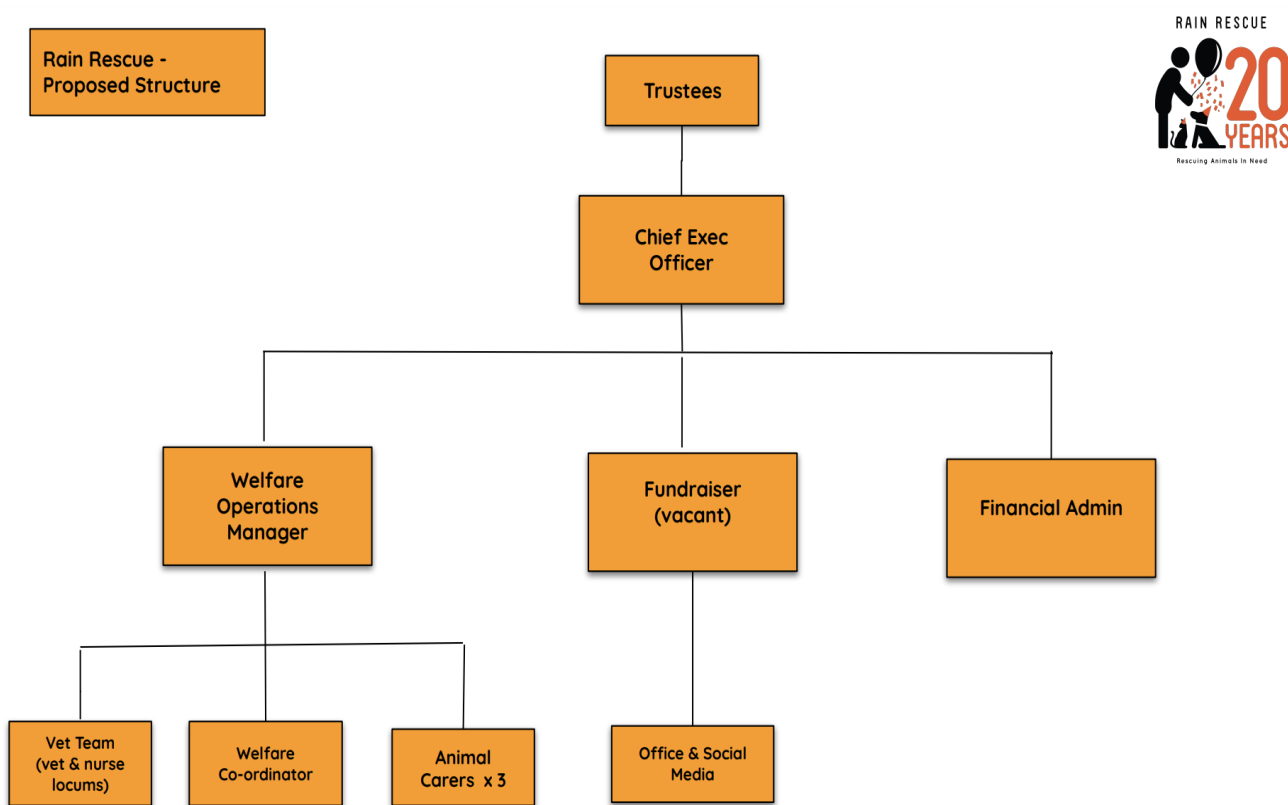 Rain Rescue -
Proposed Structure
Trustees
RAIN RESCUE
20
YEARS
Rescuing Animals In Need
Chief Exec
Officer
Welfare
Operations
Manager
Fundraiser
(vacant)
Financial Admin
Vet Team
(vet & nurse
locums)
Welfare
Co-ordinator
Animal
Carers x 3
Office & Social
Media